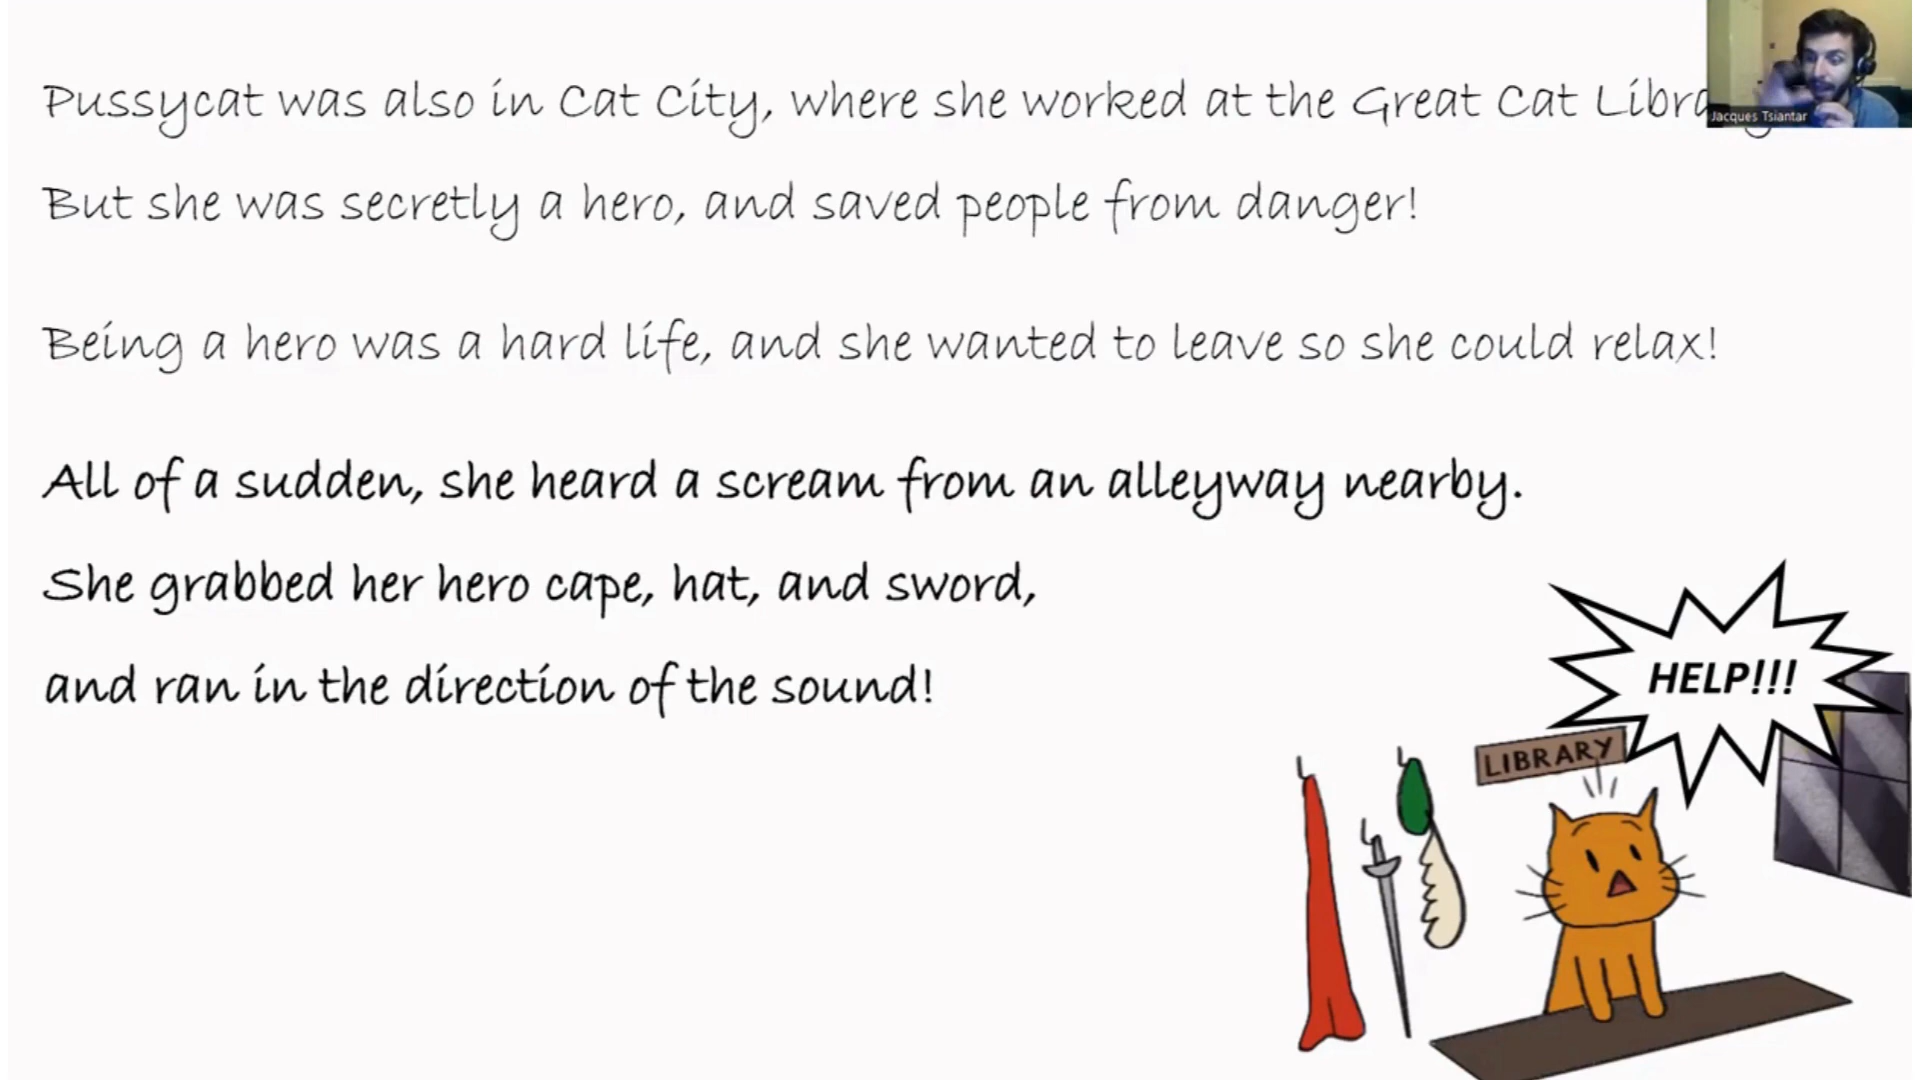 Pussycat was also in Cat City, where she worked at the Great Cat
Jacques Tsiantar
But she was secretly a hero, and saved people from danger!
Being a hero was a hard life, and she wanted to leave so she could relax!
All of a sudden, she heard a scream from an alleyway nearby.
She grabbed her hero cape, hat, and sword,
and ran in the direction of the sound!
HELP!!!
LIBRARY